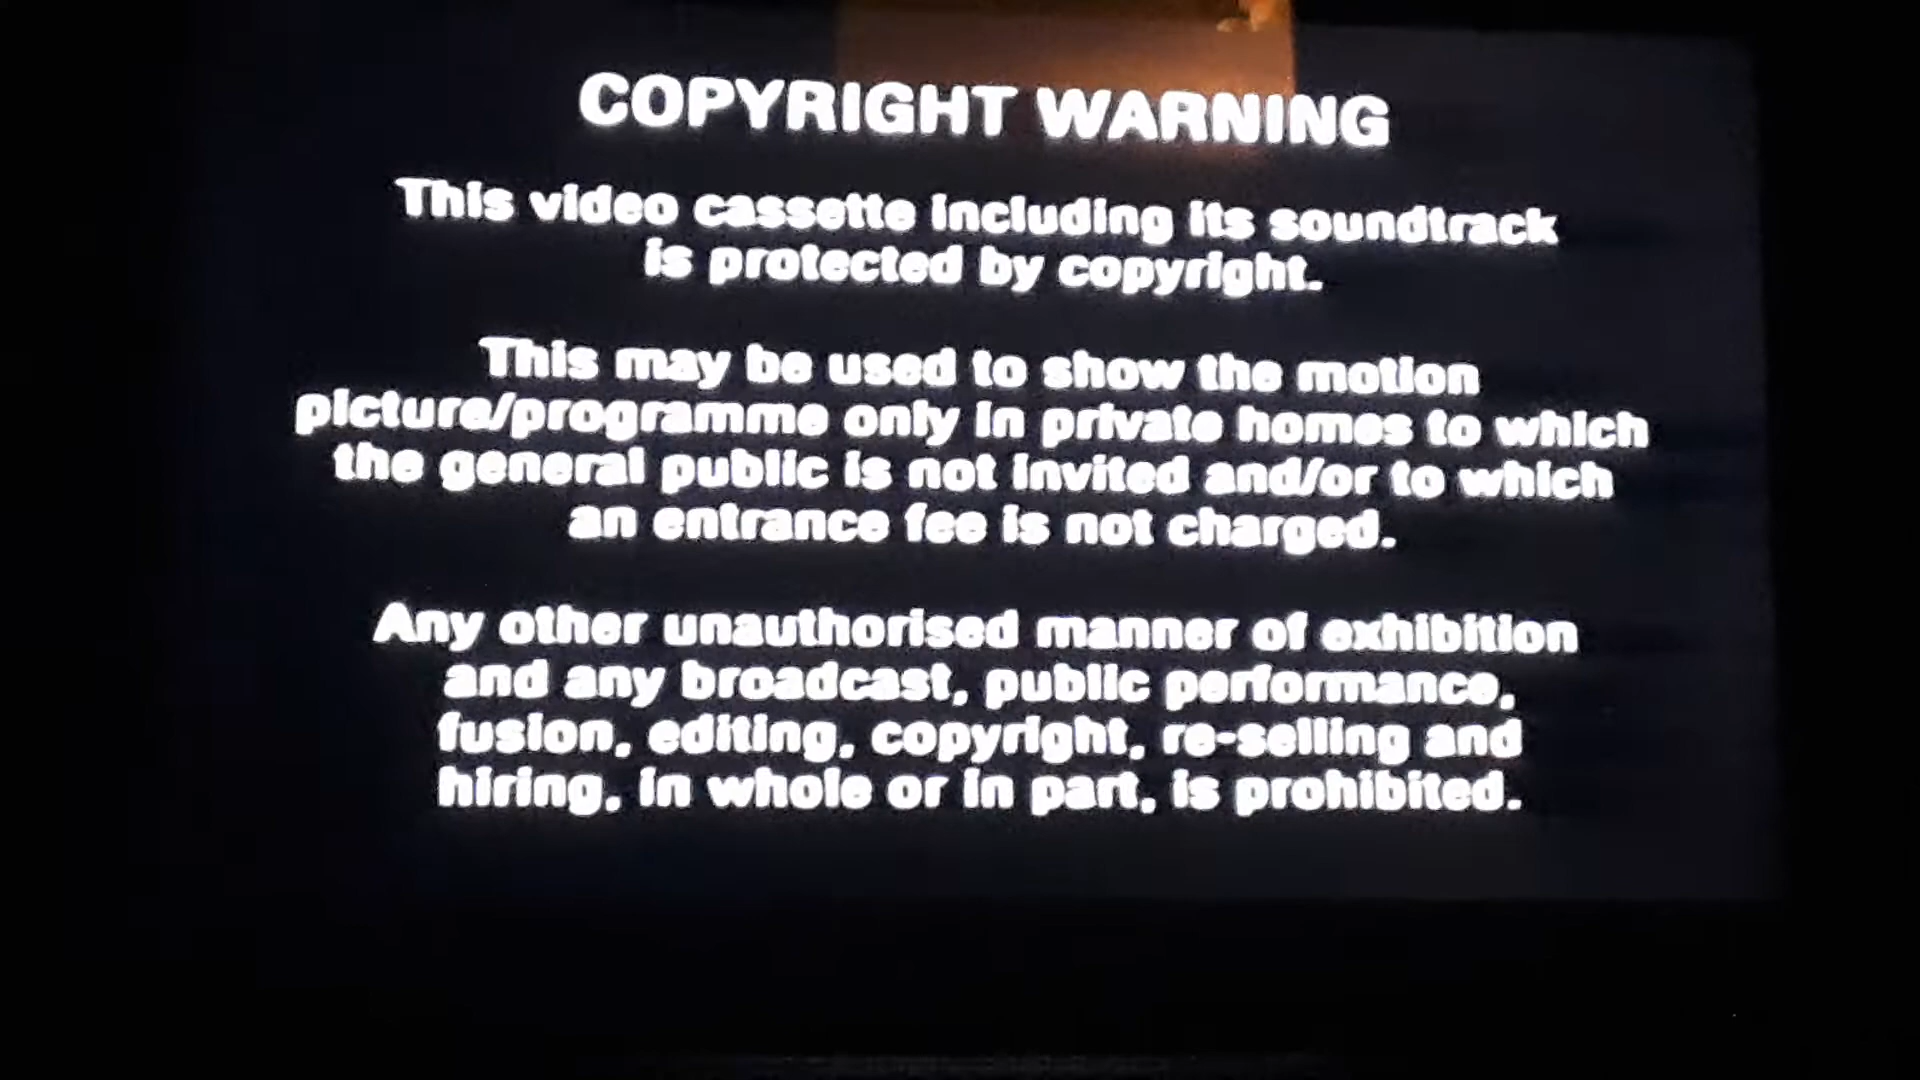 COPYRIGHT WARNING
This video cassette including its soundtrack
is protected by copyright.
This may be used to show the motion
picture/programme only in private homes to which
the general public is not invited and/or to which
an entrance fee is not charged.
Any other unauthorised manner of exhibition
and any broadcast, public performance,
fusion, editing, copyright, re-selling and
hiring, in whole or in part, is prohibited.